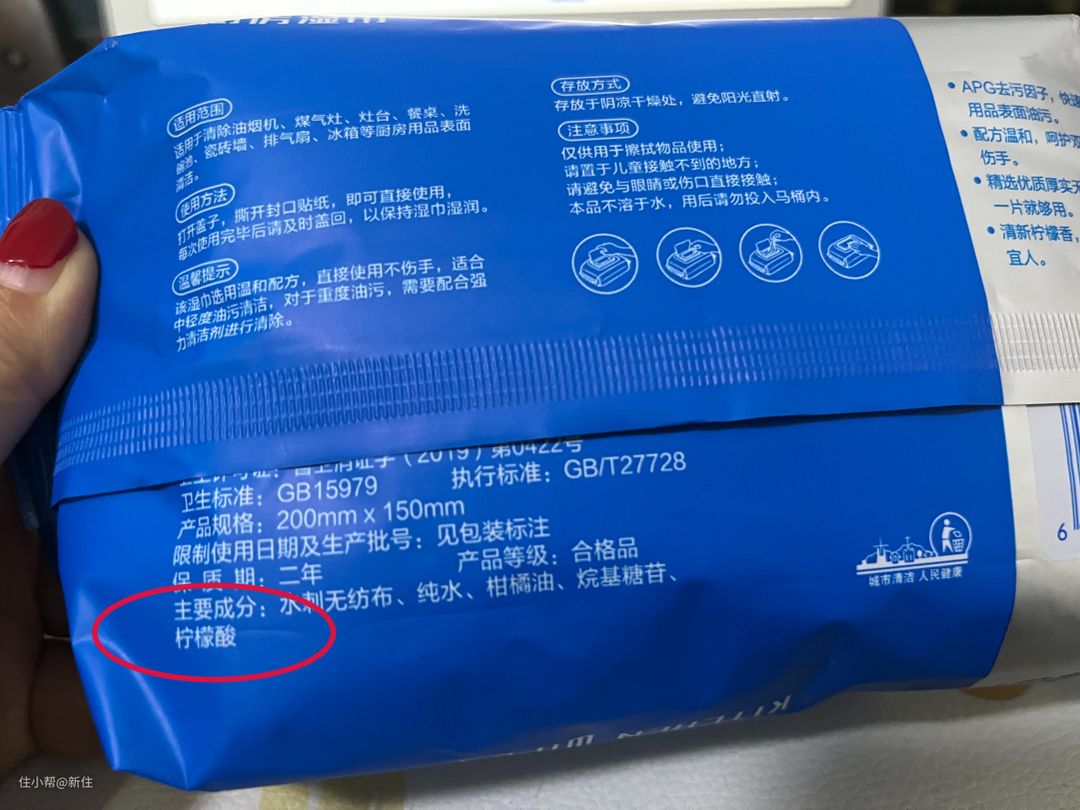 适用范围
适用于清除油烟机、煤气灶、灶台、餐桌、洗
碗池、瓷砖墙、排气扇、冰箱等厨房用品表面
清洁。
使用方法
打开盖子，撕开封口贴纸，即可直接使用，
每次使用完毕后请及时盖回，以保持湿巾湿润。
温馨提示
该湿巾选用温和配方，直接使用不伤手，适合
中轻度油污清洁，对于重度油污，需要配合强
力清洁剂进行清除。
存放方式
存放于阴凉干燥处，避免阳光直射。
注意事项
仅供用于擦拭物品使用；
请置于儿童接触不到的地方；
请避免与眼睛或伤口直接接触；
本品不溶于水，用后请勿投入马桶内。
• APG去污因子，快速
用品表面油污。
• 配方温和，呵护双
伤手。
• 精选优质厚实无
一片就够用。
• 清新柠檬香，
宜人。
（2019）第0422号
卫生标准：GB15979 执行标准：GB/T27728
产品规格：200mm x 150mm
限制使用日期及生产批号：见包装标注
保 质 期：二年 产品等级：合格品
主要成分：水刺无纺布、纯水、柑橘油、烷基糖苷、
柠檬酸
城市清洁 人民健康
6
KITCHEN
住小帮@新住